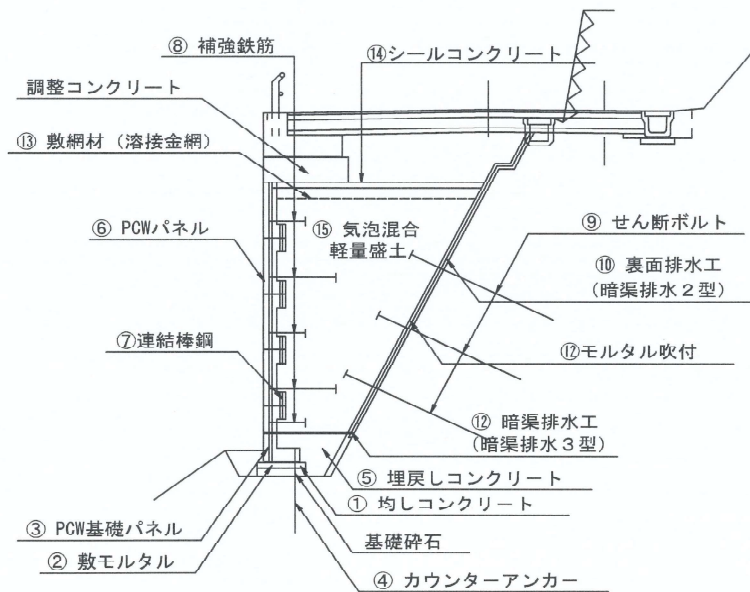 ⑧ 補強鉄筋
⑭シールコンクリート
調整コンクリート
⑬ 敷網材（溶接金網）
⑥ PCWパネル
⑮ 気泡混合
軽量盛土
⑨ せん断ボルト
⑩ 裏面排水工
（暗渠排水２型）
⑦連結棒鋼
⑫モルタル吹付
⑫ 暗渠排水工
（暗渠排水３型）
⑤ 埋戻しコンクリート
① 均しコンクリート
③ PCW基礎パネル
基礎砕石
② 敷モルタル
④ カウンターアンカー